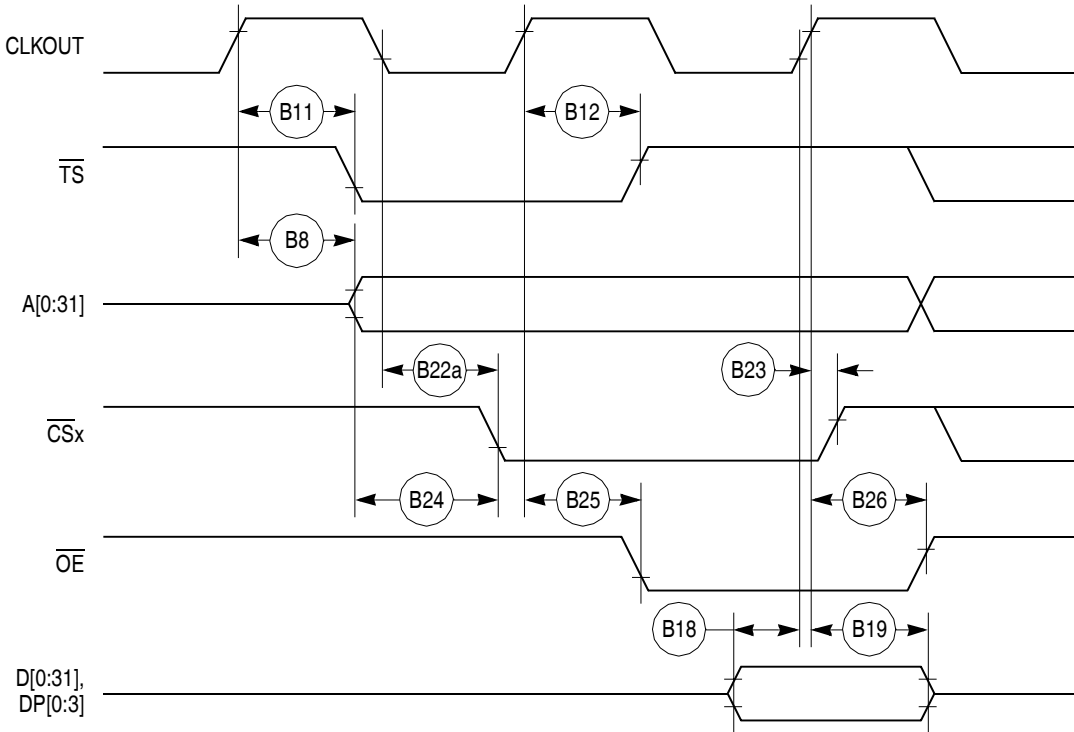 CLKOUT
B11
B12
TS
B8
A[0:31]
B22a
B23
CSx
B24
B25
B26
OE
B18
B19
D[0:31],
DP[0:3]